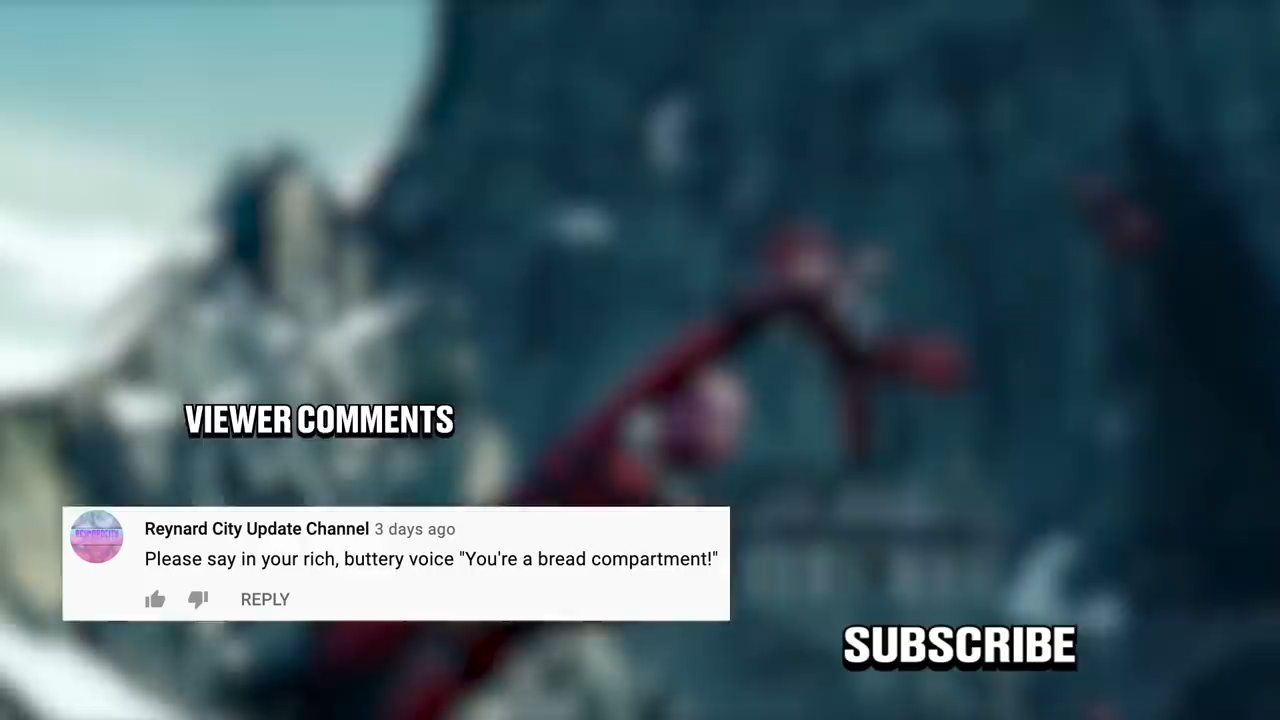 VIEWER COMMENTS
REYNARDCITY
Reynard City Update Channel 3 days ago
Please say in your rich, buttery voice "You're a bread compartment!"
REPLY
SUBSCRIBE